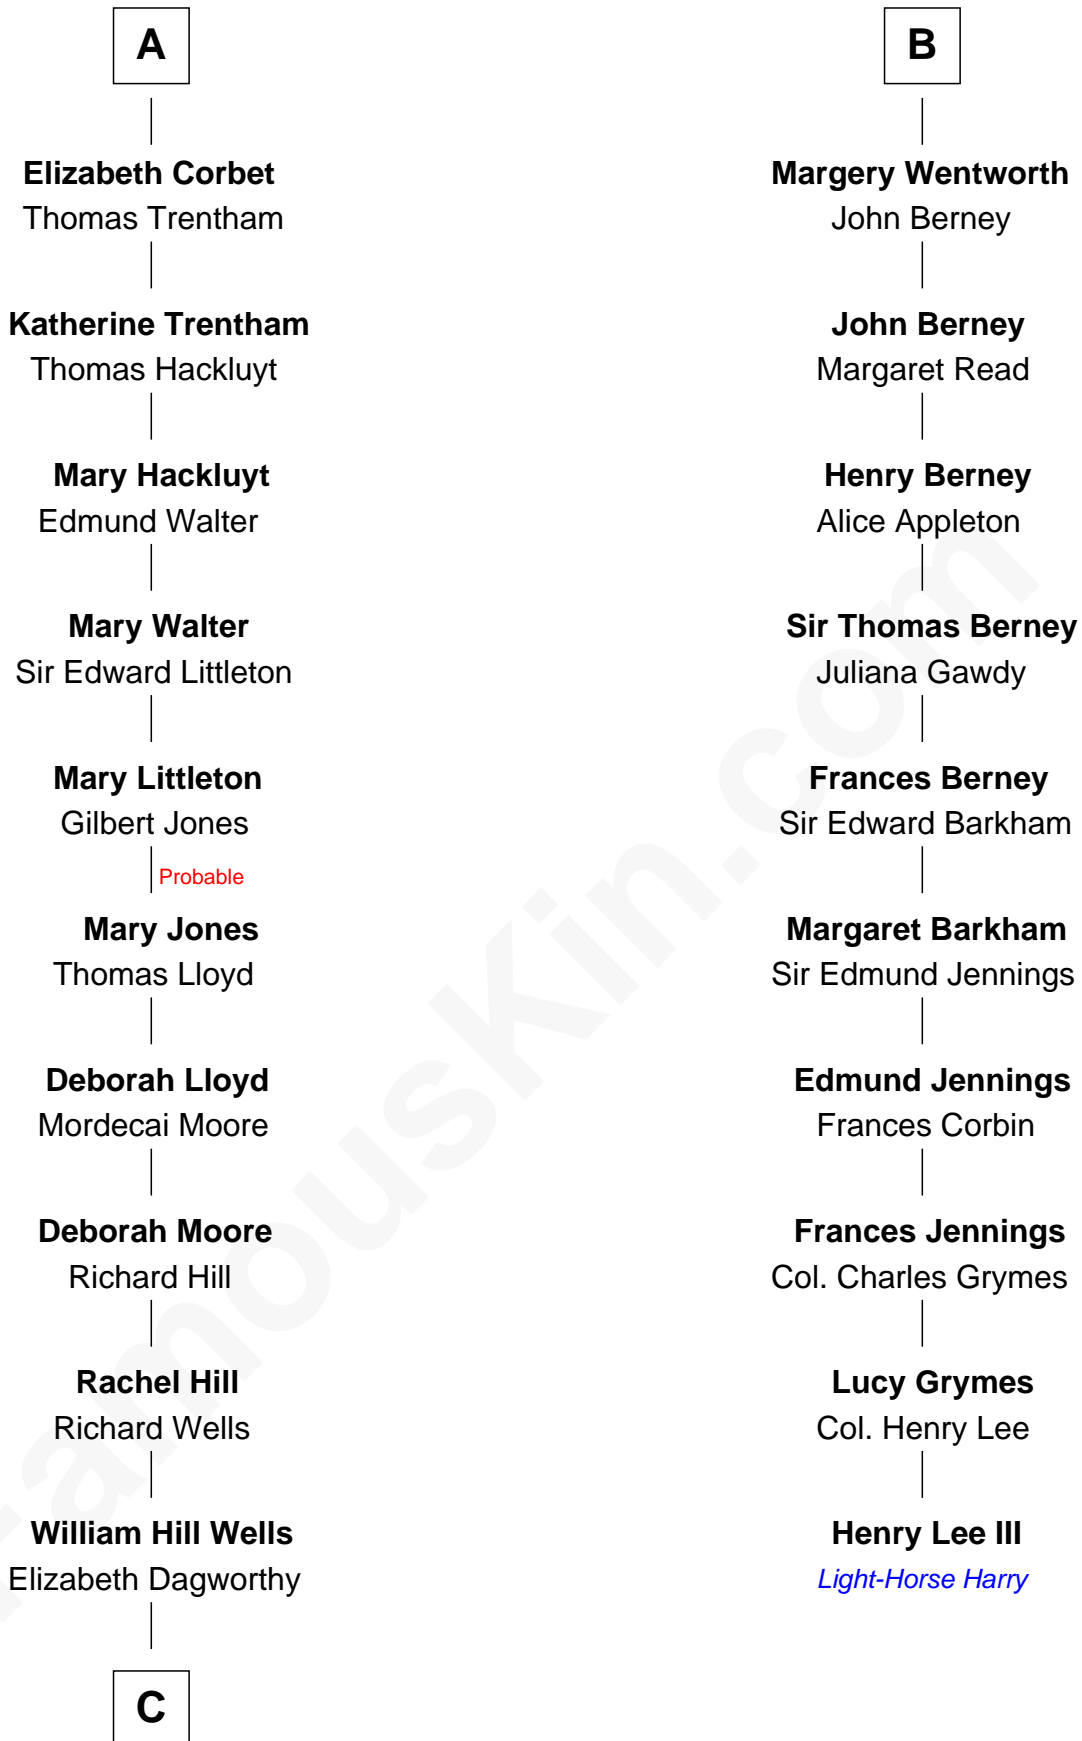 A
Elizabeth Corbet
Thomas Trentham
Katherine Trentham
Thomas Hackluyt
Mary Hackluyt
Edmund Walter
Mary Walter
Sir Edward Littleton
Mary Littleton
Gilbert Jones
Probable
Mary Jones
Thomas Lloyd
Deborah Lloyd
Mordecai Moore
Deborah Moore
Richard Hill
Rachel Hill
Richard Wells
William Hill Wells
Elizabeth Dagworthy
C
B
Margery Wentworth
John Berney
John Berney
Margaret Read
Henry Berney
Alice Appleton
Sir Thomas Berney
Juliana Gawdy
Frances Berney
Sir Edward Barkham
Margaret Barkham
Sir Edmund Jennings
Edmund Jennings
Frances Corbin
Frances Jennings
Col. Charles Grymes
Lucy Grymes
Col. Henry Lee
Henry Lee III
Light-Horse Harry
FamousKin.com